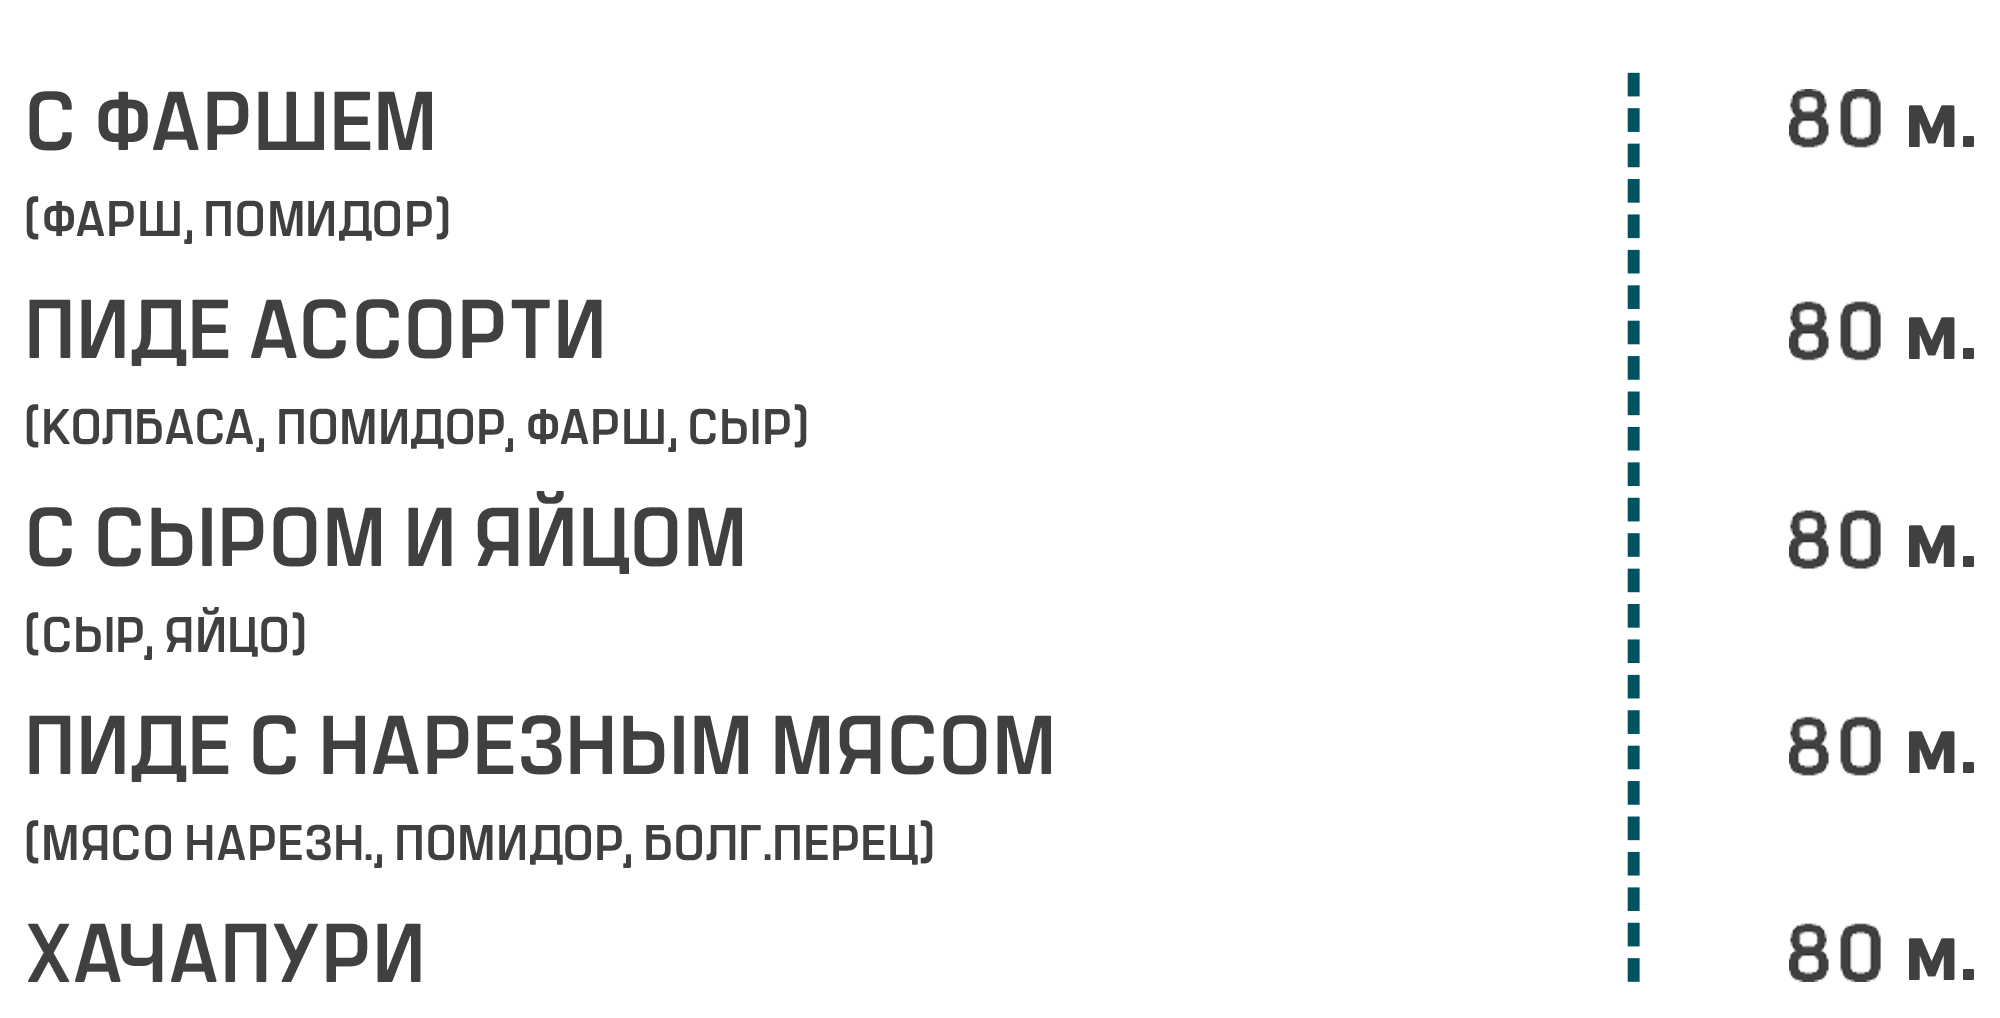 С ФАРШЕМ 80 м.
(ФАРШ, ПОМИДОР)
ПИДЕ АССОРТИ 80 м.
(КОЛБАСА, ПОМИДОР, ФАРШ, СЫР)
С СЫРОМ И ЯЙЦОМ 80 м.
(СЫР, ЯЙЦО)
ПИДЕ С НАРЕЗНЫМ МЯСОМ 80 м.
(МЯСО НАРЕЗН., ПОМИДОР, БОЛГ.ПЕРЕЦ)
ХАЧАПУРИ 80 м.